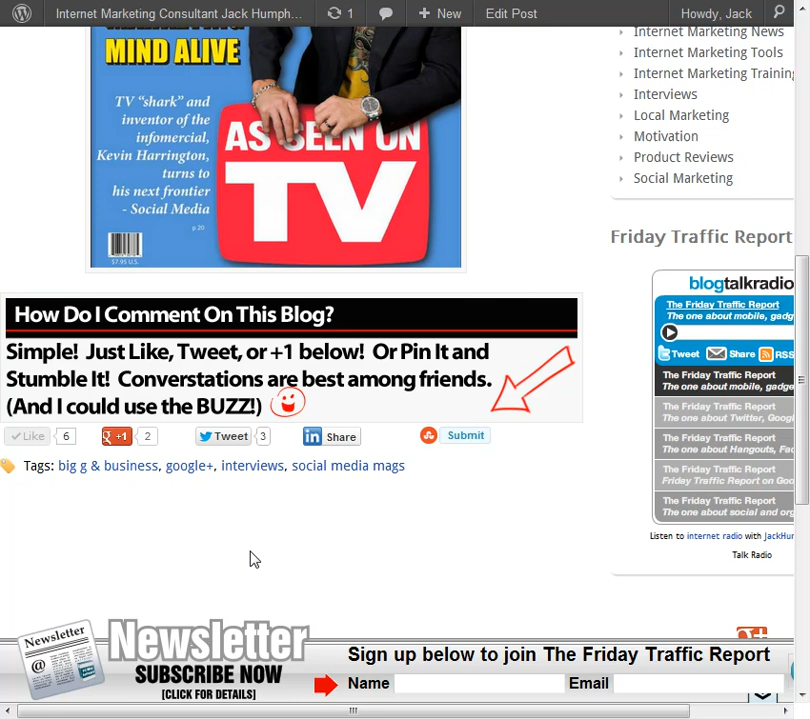 Internet Marketing Consultant Jack Humph... 1 New Edit Post Howdy, Jack
MIND ALIVE
TV “shark” and
inventor of the
infomercial,
Kevin Harrington,
turns to
his next frontier
- Social Media
p 20
$7.95 U.S.
AS SEEN ON
TV
Internet Marketing News
Internet Marketing Tools
Internet Marketing Training
Interviews
Local Marketing
Motivation
Product Reviews
Social Marketing
Friday Traffic Report
blogtalkradio
The Friday Traffic Report
The one about mobile, gadg
Tweet Share RSS
The Friday Traffic Report
The one about mobile, gadge
The Friday Traffic Report
The one about Twitter, Googl
The Friday Traffic Report
The one about Hangouts, Fac
The Friday Traffic Report
Friday Traffic Report on Goo
The Friday Traffic Report
The one about social and org
Listen to internet radio with JackHum
Talk Radio
How Do I Comment On This Blog?
Simple! Just Like, Tweet, or +1 below! Or Pin It and
Stumble It! Converstations are best among friends.
(And I could use the BUZZ!)
Like 6 g +1 2 Tweet 3 in Share Submit
Tags: big g & business, google+, interviews, social media mags
Newsletter
@
Newsletter
SUBSCRIBE NOW
[CLICK FOR DETAILS]
Sign up below to join The Friday Traffic Report
Name Email